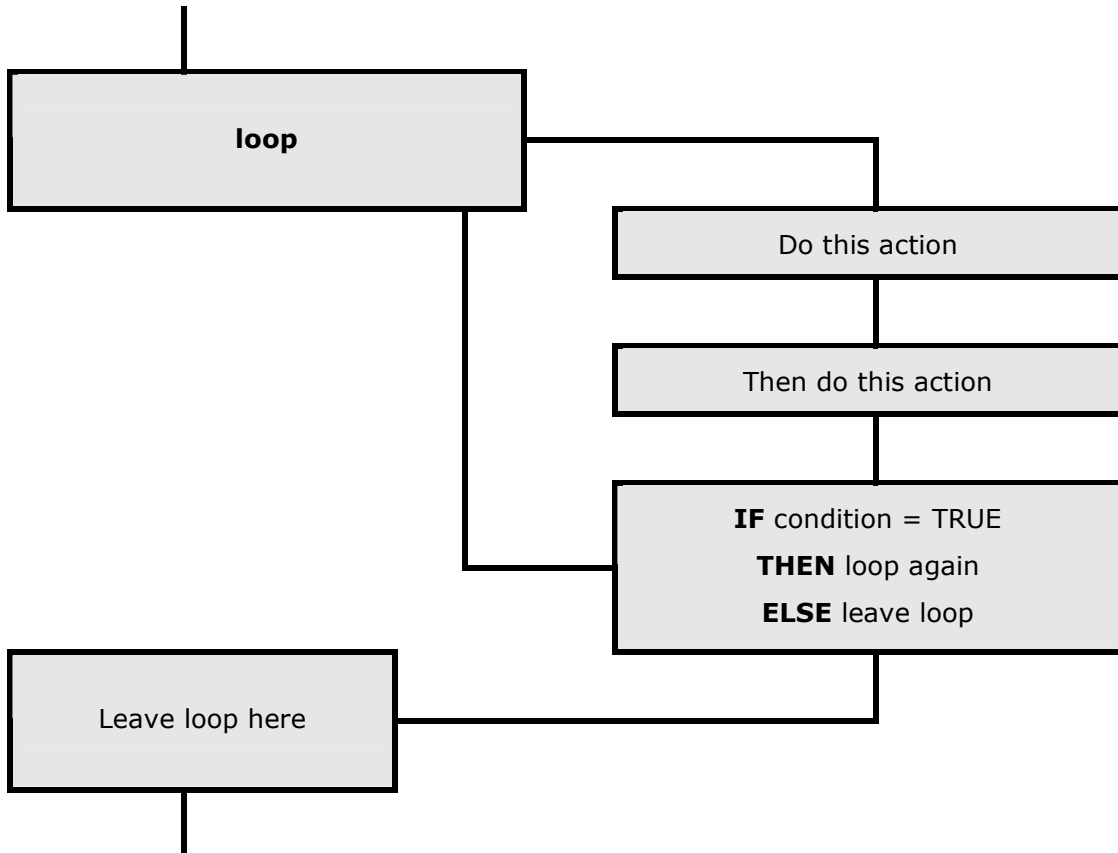 loop
Do this action
Then do this action
IF condition = TRUE
THEN loop again
ELSE leave loop
Leave loop here